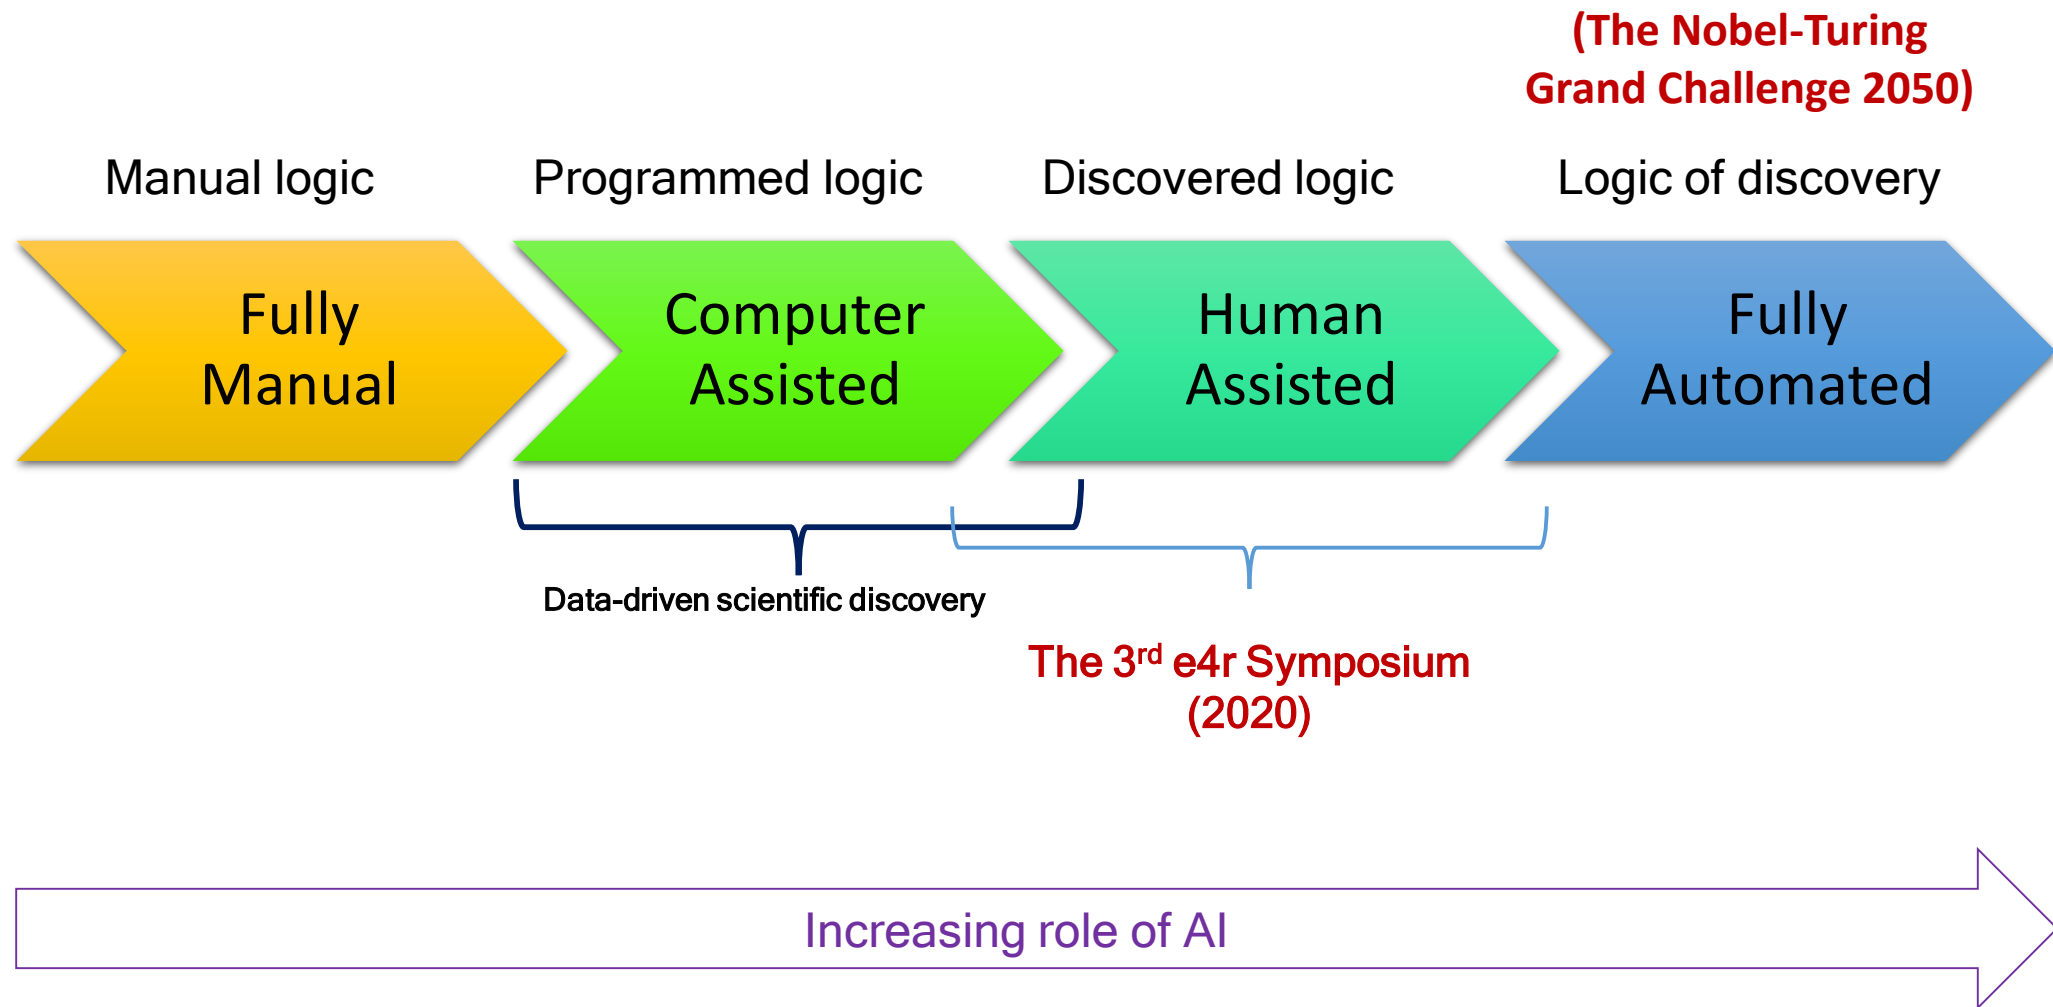 (The Nobel-Turing
Grand Challenge 2050)
Manual logic
Programmed logic
Discovered logic
Logic of discovery
Fully
Manual
Computer
Assisted
Human
Assisted
Fully
Automated
Data-driven scientific discovery
The 3rd e4r Symposium
(2020)
Increasing role of AI